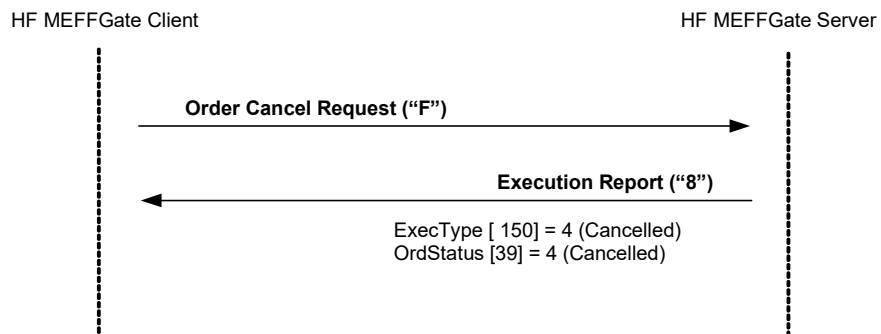 HF MEFFGate Client
HF MEFFGate Server
Order Cancel Request (“F”)
Execution Report (“8”)
ExecType [ 150] = 4 (Cancelled)
OrdStatus [39] = 4 (Cancelled)